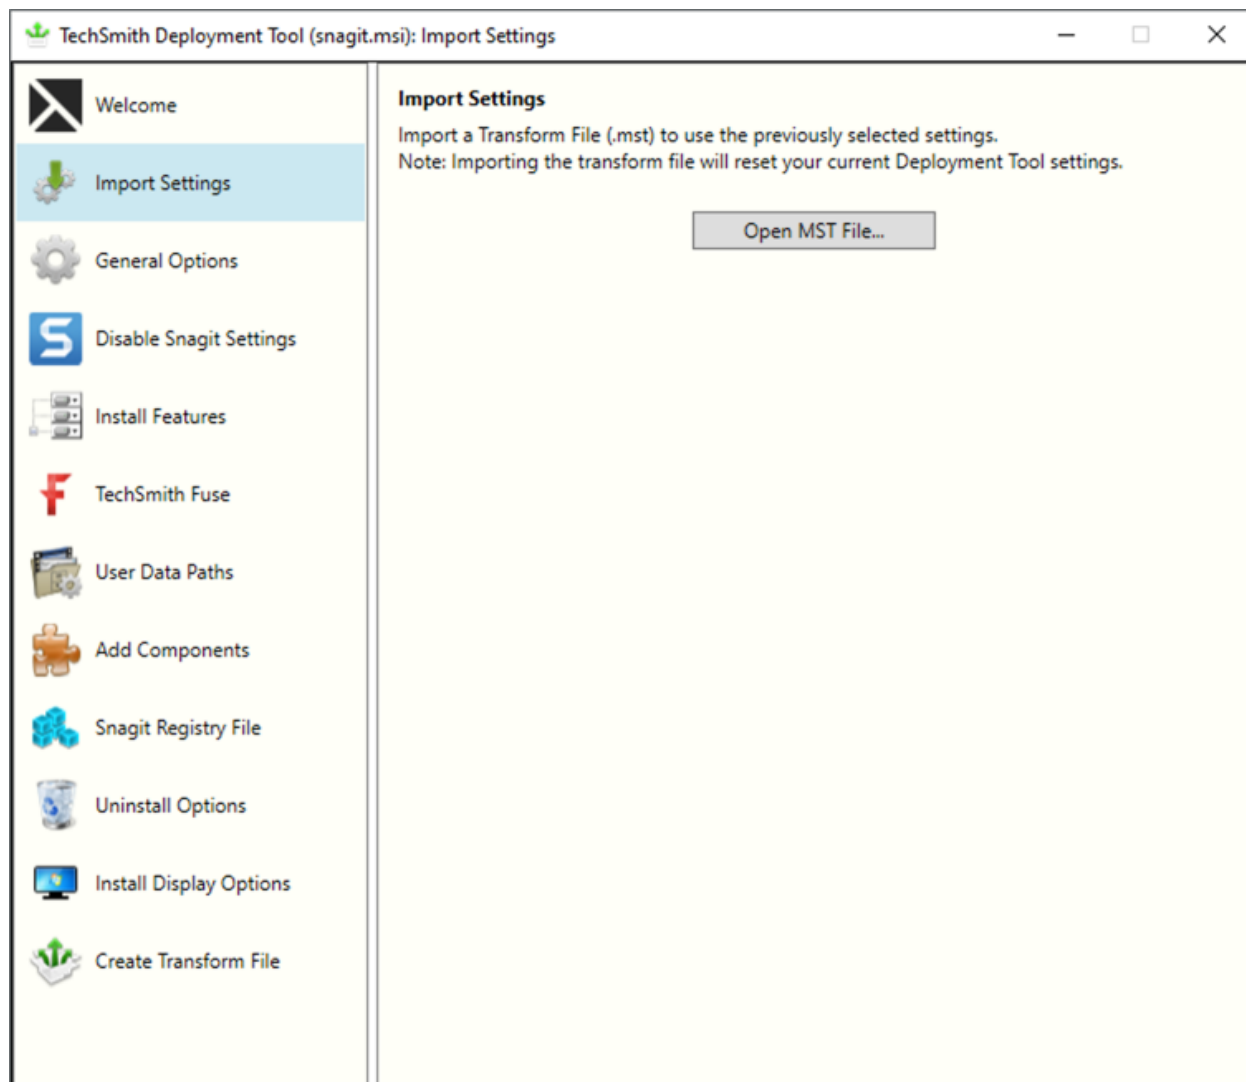 TechSmith Deployment Tool (snagit.msi): Import Settings
Welcome
Import Settings
General Options
Disable Snagit Settings
Install Features
TechSmith Fuse
User Data Paths
Add Components
Snagit Registry File
Uninstall Options
Install Display Options
Create Transform File
Import Settings
Import a Transform File (.mst) to use the previously selected settings.
Note: Importing the transform file will reset your current Deployment Tool settings.
Open MST File...